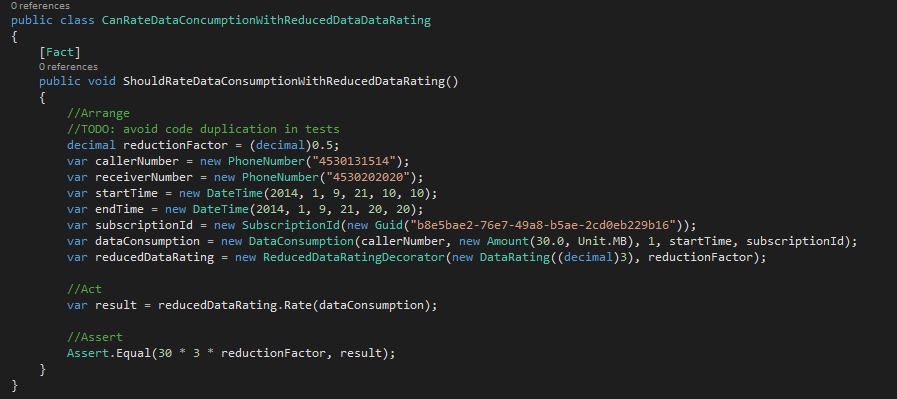 0 references
public class CanRateDataConcumptionWithReducedDataDataRating
{
[Fact]
0 references
public void ShouldRateDataConsumptionWithReducedDataRating()
{
//Arrange
//TODO: avoid code duplication in tests
decimal reductionFactor = (decimal)0.5;
var callerNumber = new PhoneNumber("4530131514");
var receiverNumber = new PhoneNumber("4530202020");
var startTime = new DateTime(2014, 1, 9, 21, 10, 10);
var endTime = new DateTime(2014, 1, 9, 21, 20, 20);
var subscriptionId = new SubscriptionId(new Guid("b8e5bae2-76e7-49a8-b5ae-2cd0eb229b16"));
var dataConsumption = new DataConsumption(callerNumber, new Amount(30.0, Unit.MB), 1, startTime, subscriptionId);
var reducedDataRating = new ReducedDataRatingDecorator(new DataRating((decimal)3), reductionFactor);
//Act
var result = reducedDataRating.Rate(dataConsumption);
//Assert
Assert.Equal(30 * 3 * reductionFactor, result);
}
}